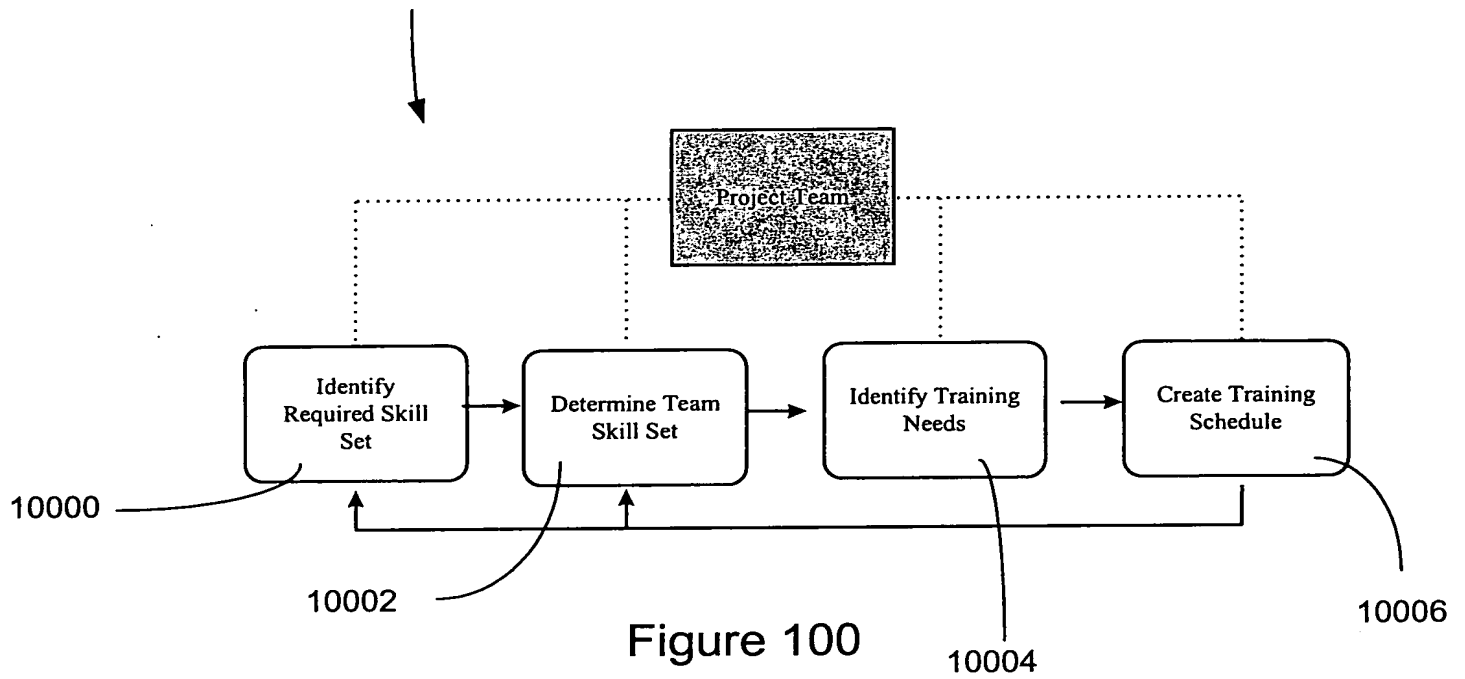 Project Team
Identify
Required Skill
Set
Determine Team
Skill Set
Identify Training
Needs
Create Training
Schedule
10000
10002
10004
10006
Figure 100